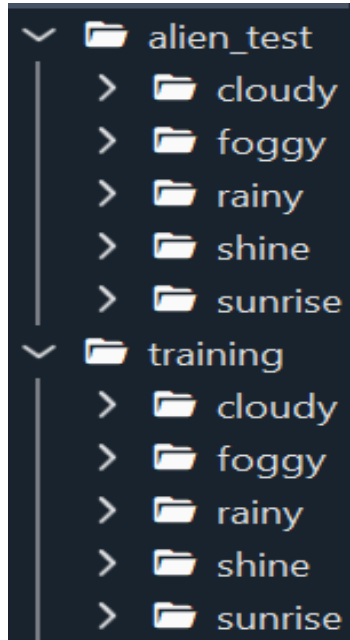 alien_test
cloudy
foggy
rainy
shine
sunrise
training
cloudy
foggy
rainy
shine
sunrise